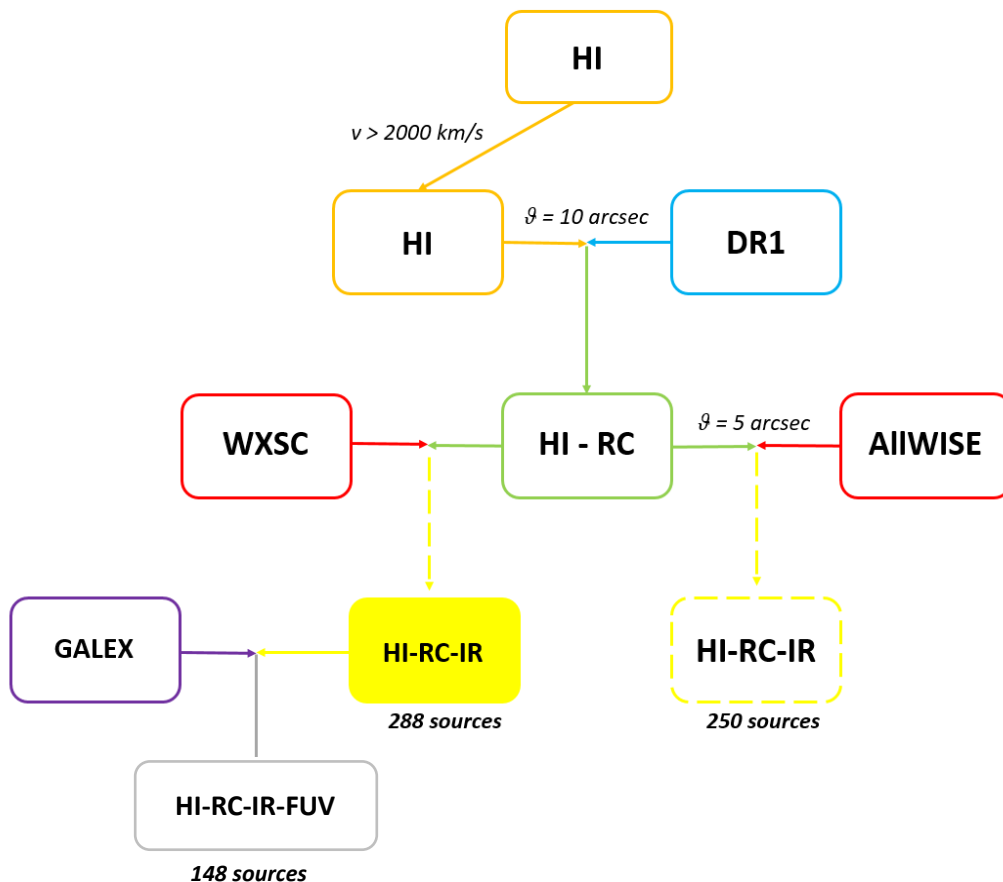 HI
v > 2000 km/s
HI
ϑ = 10 arcsec
DR1
WXSC
HI - RC
ϑ = 5 arcsec
AllWISE
GALEX
HI-RC-IR
HI-RC-IR
288 sources
250 sources
HI-RC-IR-FUV
148 sources